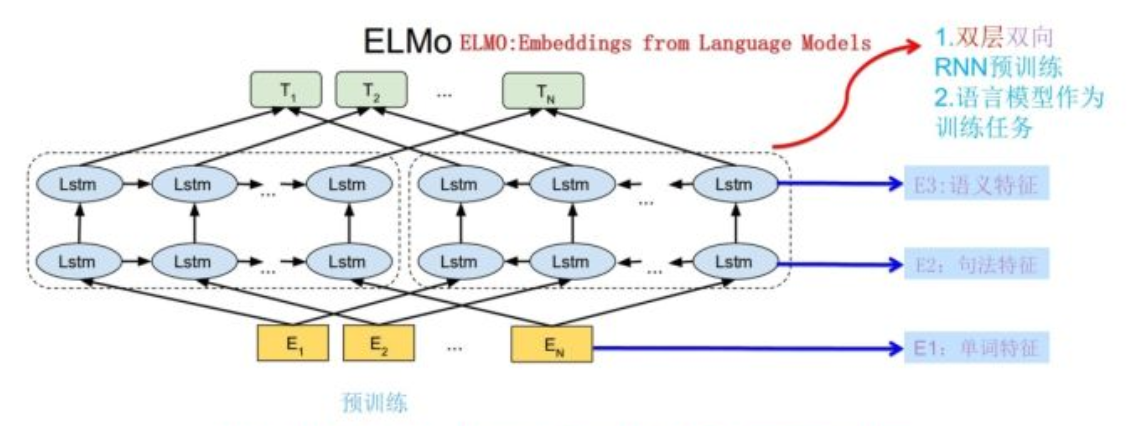 ELMo ELMO:Embeddings from Language Models
1.双层双向
RNN预训练
2.语言模型作为
训练任务
T1 T2 ... TN
Lstm Lstm ... Lstm Lstm Lstm ... Lstm
E3:语义特征
Lstm Lstm ... Lstm Lstm Lstm ... Lstm
E2：句法特征
E1 E2 ... EN
E1：单词特征
预训练